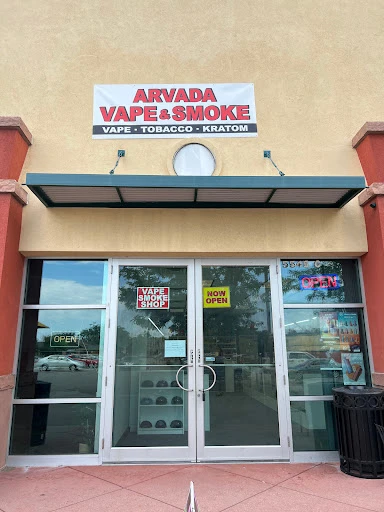 ARVADA
VAPE & SMOKE
VAPE • TOBACCO • KRATOM
OPEN
VAPE
SMOKE
SHOP
NOW
OPEN
OPEN